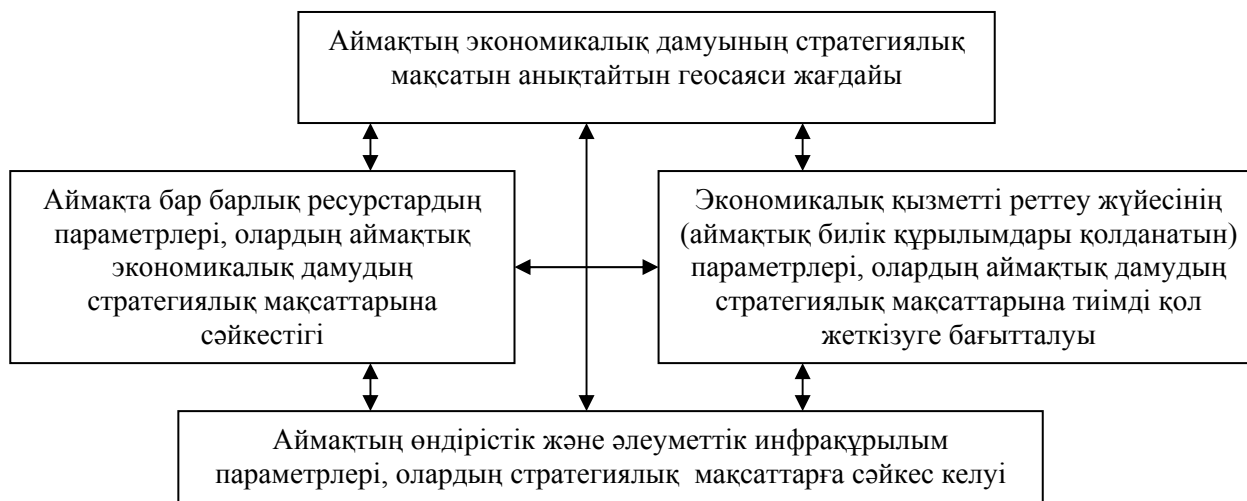 Аймақтың экономикалық дамуының стратегиялық
мақсатын анықтайтын геосаяси жағдайы
Аймақта бар барлық ресурстардың
параметрлері, олардың аймақтық
экономикалық дамудың
стратегиялық мақсаттарына
сәйкестігі
Экономикалық қызметті реттеу жүйесінің
(аймақтық билік құрылымдары қолданатын)
параметрлері, олардың аймақтық дамудың
стратегиялық мақсаттарына тиімді қол
жеткізуге бағытталуы
Аймақтың өндірістік және әлеуметтік инфрақұрылым
параметрлері, олардың стратегиялық мақсаттарға сәйкес келуі